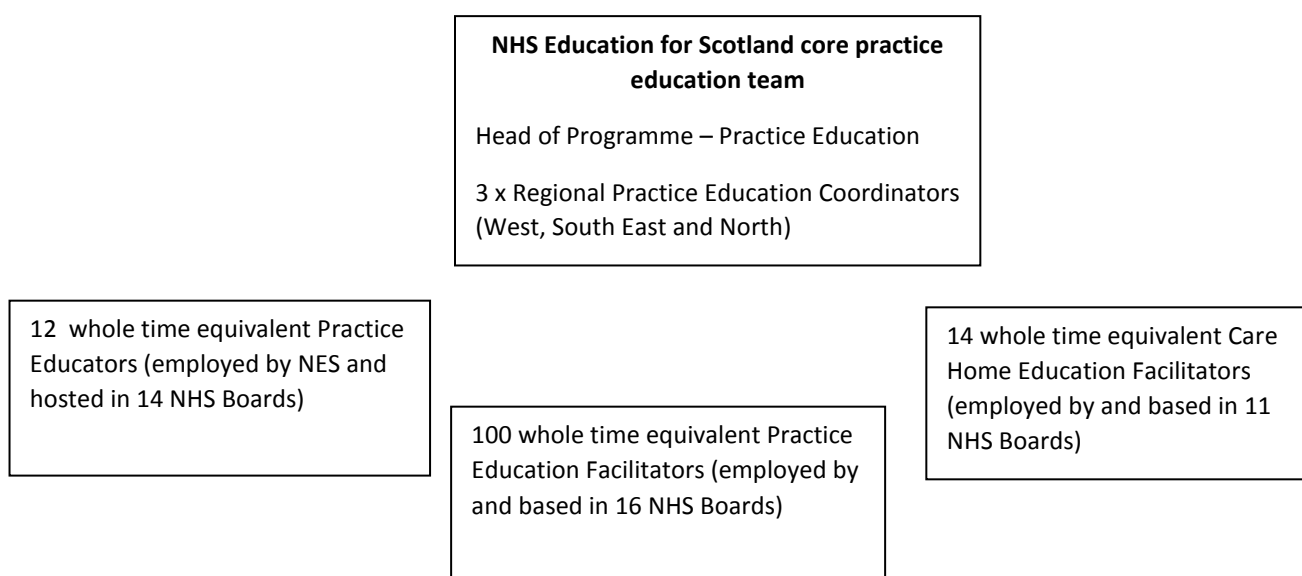 NHS Education for Scotland core practice
education team
Head of Programme – Practice Education
3 x Regional Practice Education Coordinators
(West, South East and North)
12 whole time equivalent Practice
Educators (employed by NES and
hosted in 14 NHS Boards)
100 whole time equivalent Practice
Education Facilitators (employed by
and based in 16 NHS Boards)
14 whole time equivalent Care
Home Education Facilitators
(employed by and based in 11
NHS Boards)